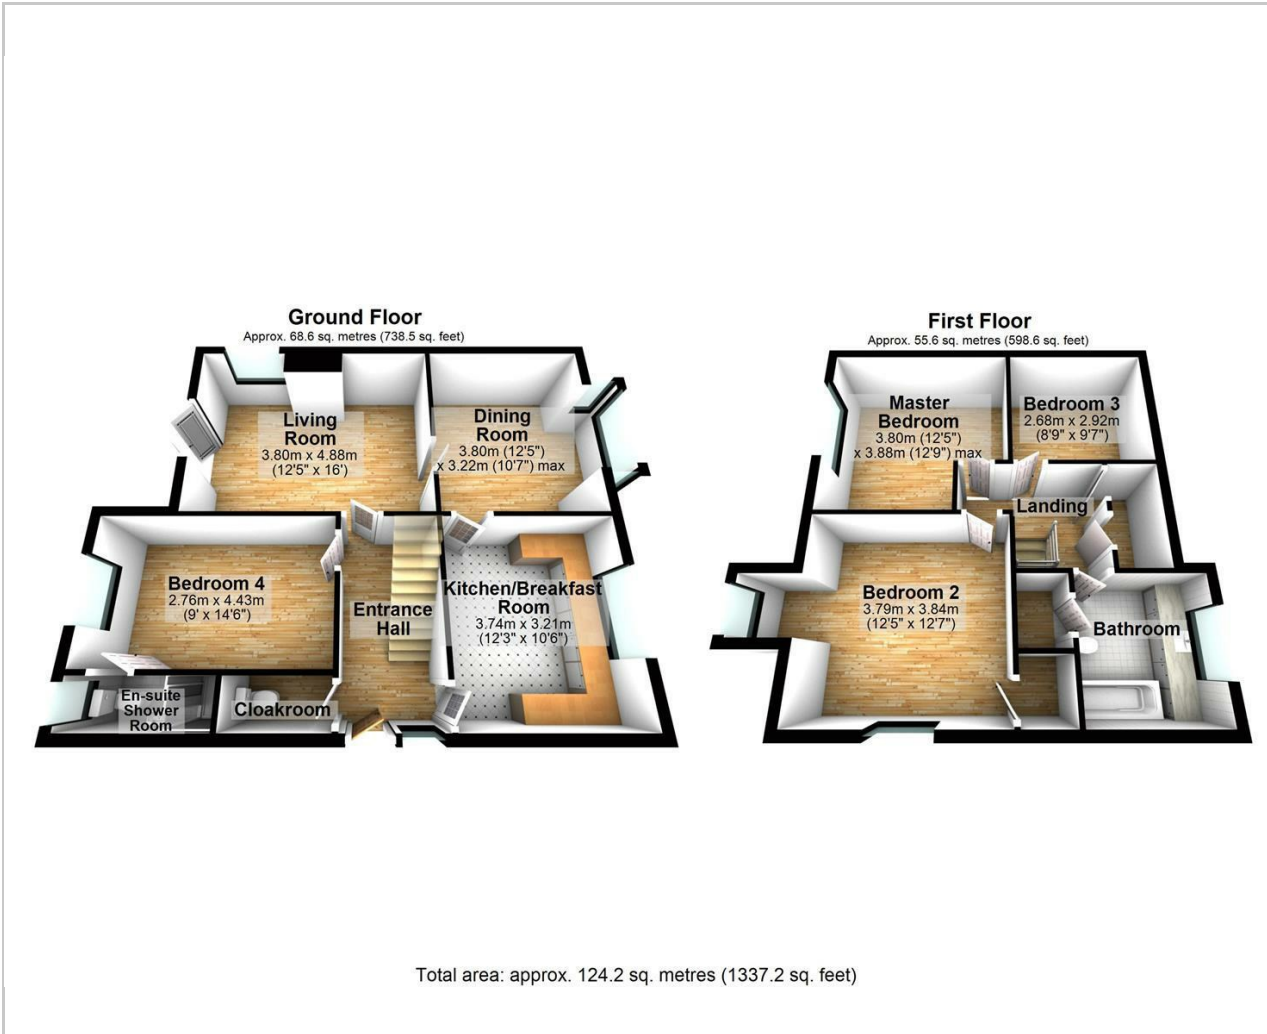 Ground Floor
Approx. 68.6 sq. metres (738.5 sq. feet)
Living
Room
3.80m x 4.88m
(12'5" x 16')
Dining
Room
3.80m (12'5")
x 3.22m (10'7") max
Bedroom 4
2.76m x 4.43m
(9' x 14'6")
Entrance
Hall
Kitchen/Breakfast
Room
3.74m x 3.21m
(12'3" x 10'6")
En-suite
Shower
Room
Cloakroom
First Floor
Approx. 55.6 sq. metres (598.6 sq. feet)
Master
Bedroom
3.80m (12'5")
x 3.88m (12'9") max
Bedroom 3
2.68m x 2.92m
(8'9" x 9'7")
Landing
Bedroom 2
3.79m x 3.84m
(12'5" x 12'7")
Bathroom
Total area: approx. 124.2 sq. metres (1337.2 sq. feet)